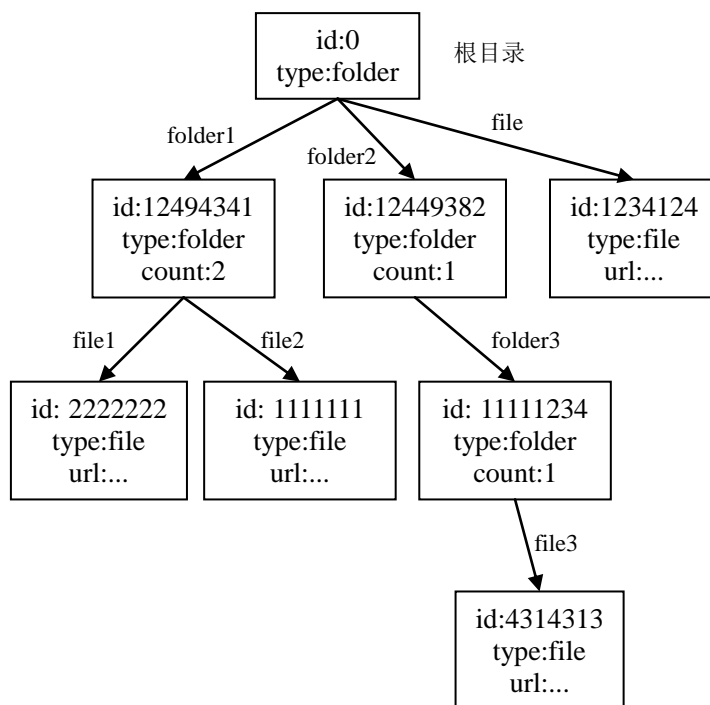 id:0
type:folder
根目录
folder1
folder2
file
id:12494341
type:folder
count:2
id:12449382
type:folder
count:1
id:1234124
type:file
url:...
file1
file2
folder3
id: 2222222
type:file
url:...
id: 1111111
type:file
url:...
id: 11111234
type:folder
count:1
file3
id:4314313
type:file
url:...